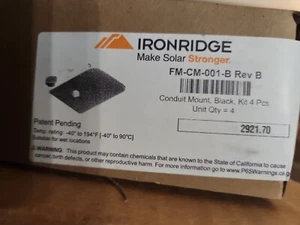 IRONRIDGE
Make Solar Stronger.
FM-CM-001-B Rev B
Conduit Mount, Black, Kit 4 Pcs
Unit Qty = 4
2921.70
Patent Pending
Temp. rating: -40° to 194°F [-40° to 90°C]
Suitable for wet locations
WARNING: This product may contain chemicals that are known to the State of California to cause
cancer, birth defects, or other reproductive harm. For more information go to www.P65Warnings.ca.g